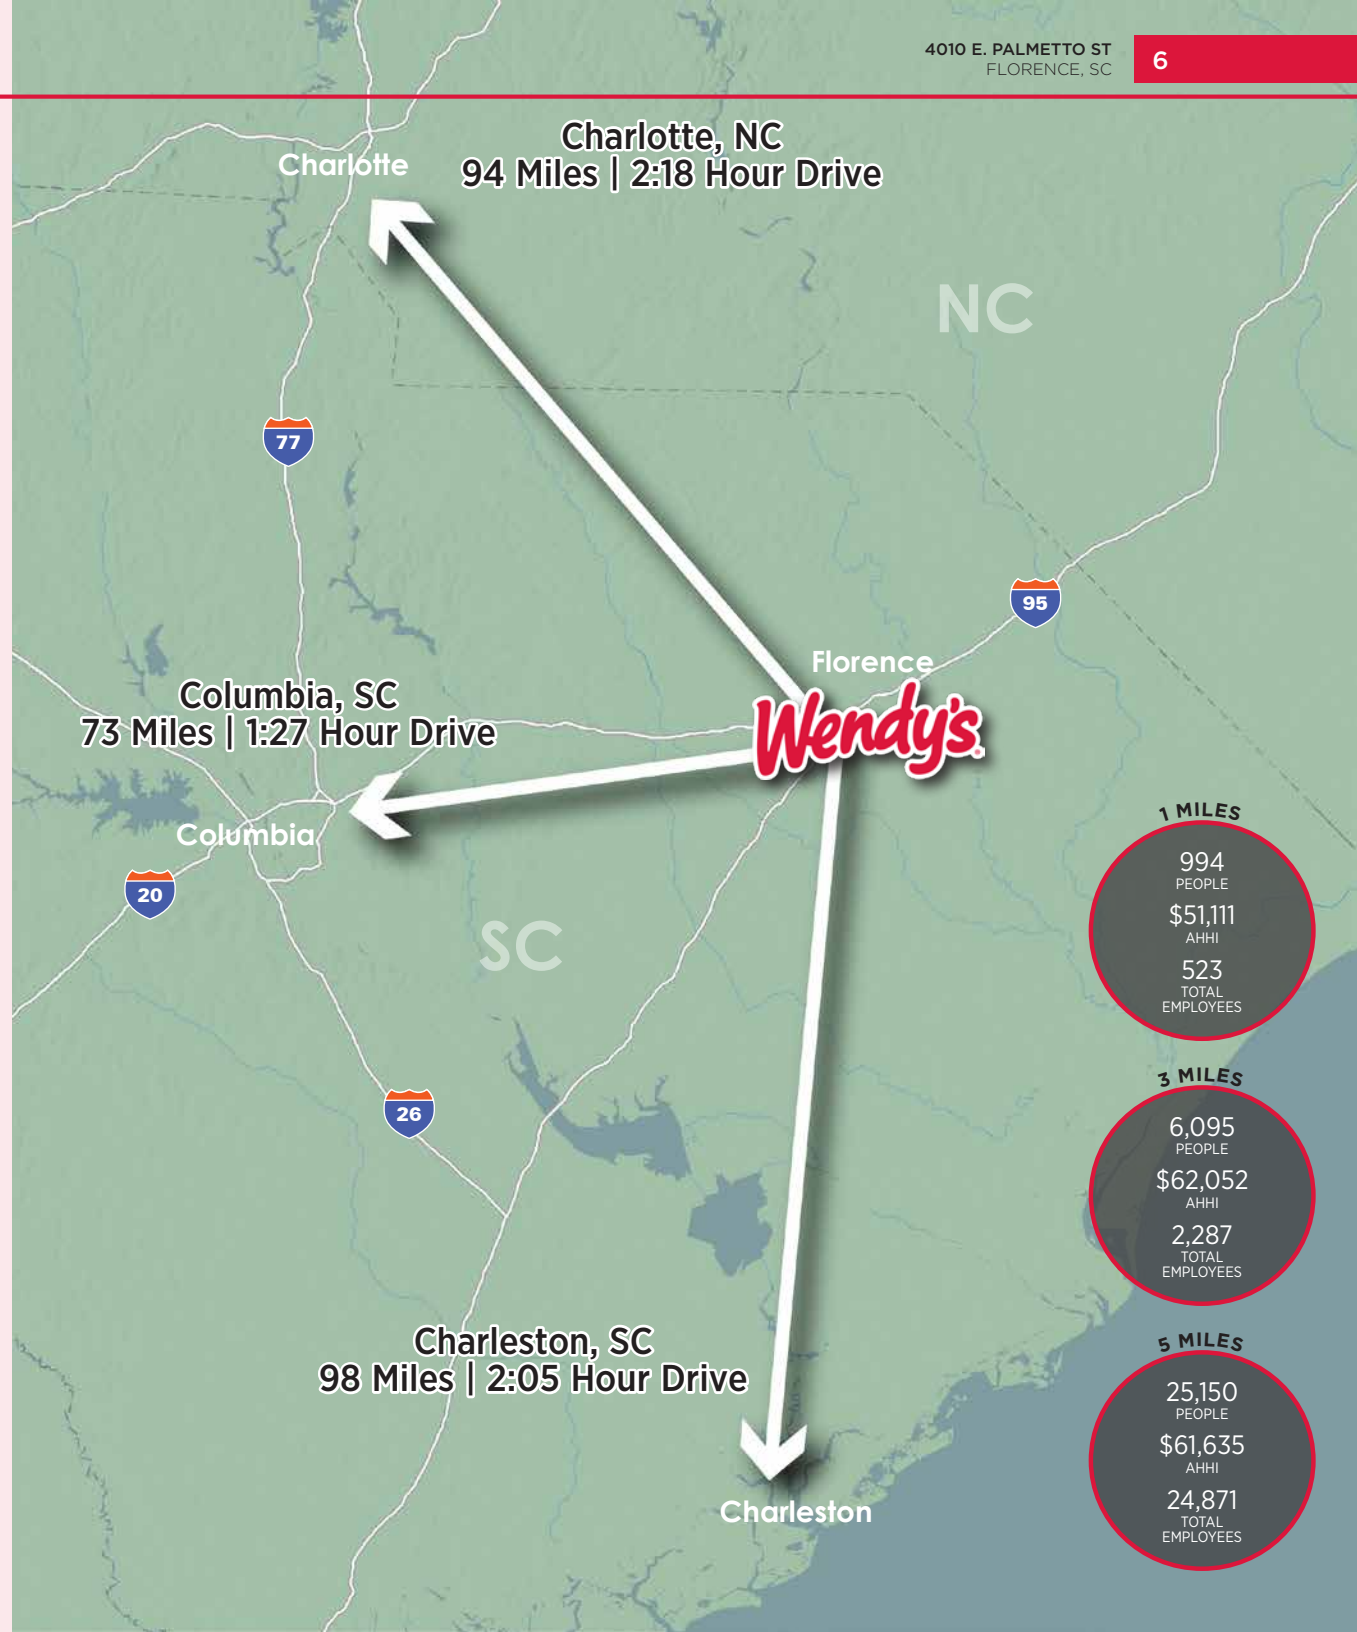 4010 E. PALMETTO ST
FLORENCE, SC
6
Charlotte, NC
94 Miles | 2:18 Hour Drive
Charlotte
NC
77
95
Florence
Wendy's
Columbia, SC
73 Miles | 1:27 Hour Drive
Columbia
20
SC
26
1 MILES
994
PEOPLE
$51,111
AHHI
523
TOTAL
EMPLOYEES
3 MILES
6,095
PEOPLE
$62,052
AHHI
2,287
TOTAL
EMPLOYEES
Charleston, SC
98 Miles | 2:05 Hour Drive
Charleston
5 MILES
25,150
PEOPLE
$61,635
AHHI
24,871
TOTAL
EMPLOYEES